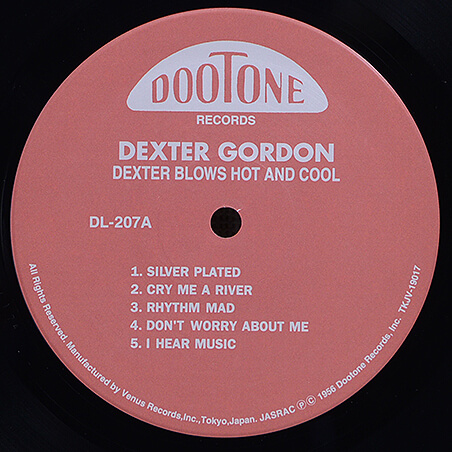 DOOTONE
RECORDS
DEXTER GORDON
DEXTER BLOWS HOT AND COOL
DL-207A
1. SILVER PLATED
2. CRY ME A RIVER
3. RHYTHM MAD
4. DON'T WORRY ABOUT ME
5. I HEAR MUSIC
All Rights Reserved. Manufactured by Venus Records,Inc.,Tokyo,Japan. JASRAC Ⓟ © 1956 Dootone Records, Inc.
TKJV-19017